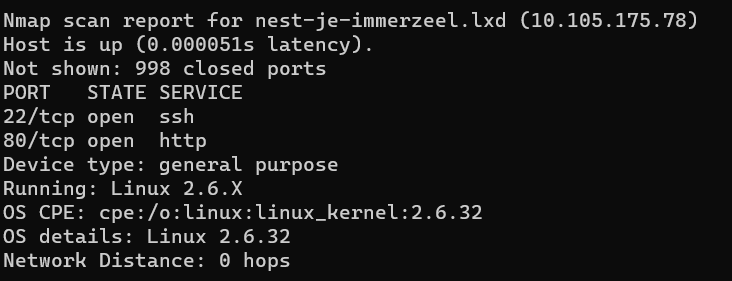 Nmap scan report for nest-je-immerzeel.lxd (10.105.175.78)
Host is up (0.000051s latency).
Not shown: 998 closed ports
PORT   STATE SERVICE
22/tcp open  ssh
80/tcp open  http
Device type: general purpose
Running: Linux 2.6.X
OS CPE: cpe:/o:linux:linux_kernel:2.6.32
OS details: Linux 2.6.32
Network Distance: 0 hops